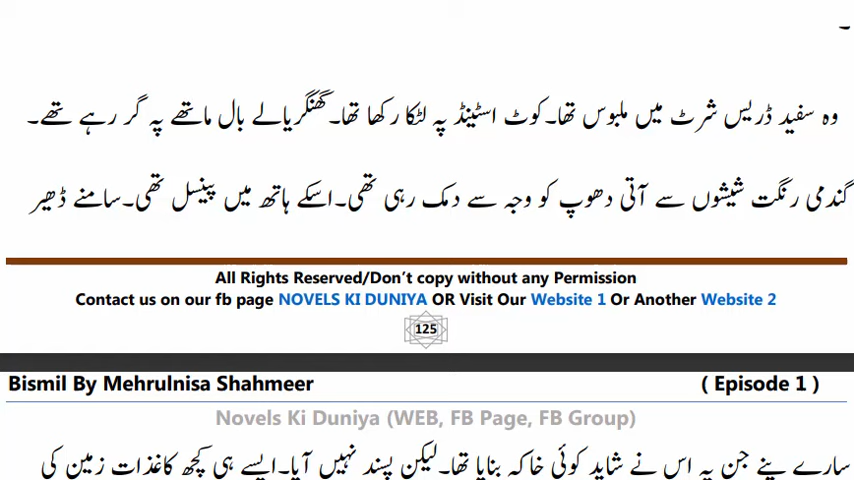 ۔
وہ سفید ڈریس شرٹ میں ملبوس تھا۔کوٹ اسٹینڈ پہ لٹکا رکھا تھا۔گھنگریالے بال ماتھے پہ گر رہے تھے۔
گندمی رنگت شیشوں سے آتی دھوپ کو وجہ سے دمک رہی تھی۔اسکے ہاتھ میں پینسل تھی۔سامنے ڈھیر
All Rights Reserved/Don’t copy without any Permission
Contact us on our fb page NOVELS KI DUNIYA OR Visit Our Website 1 Or Another Website 2
125
Bismil By Mehrulnisa Shahmeer ( Episode 1 )
Novels Ki Duniya (WEB, FB Page, FB Group)
سارے پنے جن پہ اس نے شاید کوئی خاکہ بنایا تھا۔لیکن پسند نہیں آیا۔ایسے ہی کچھ کاغذات زمین کی